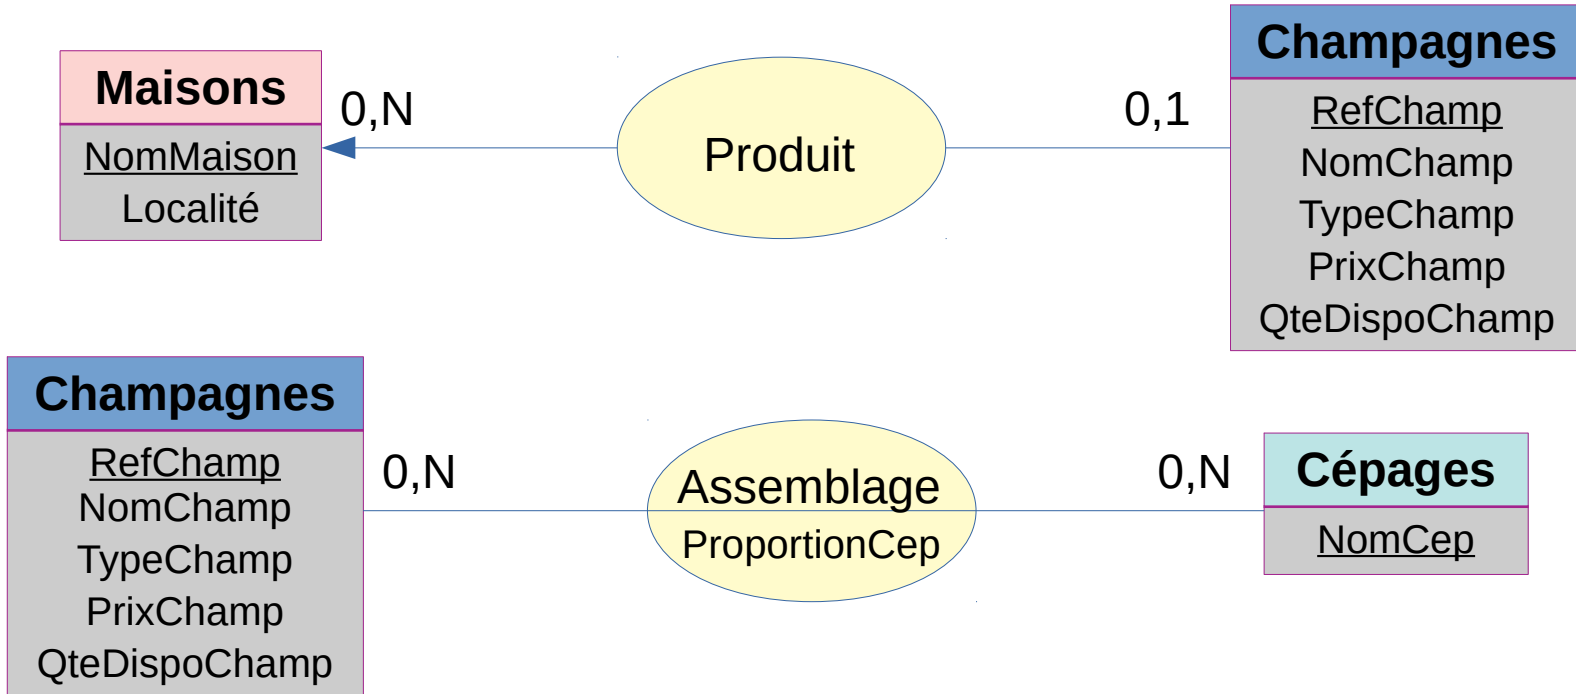 Maisons
NomMaison
Localité
0,N
Produit
0,1
Champagnes
RefChamp
NomChamp
TypeChamp
PrixChamp
QteDispoChamp
Champagnes
RefChamp
NomChamp
TypeChamp
PrixChamp
QteDispoChamp
0,N
Assemblage
ProportionCep
0,N
Cépages
NomCep